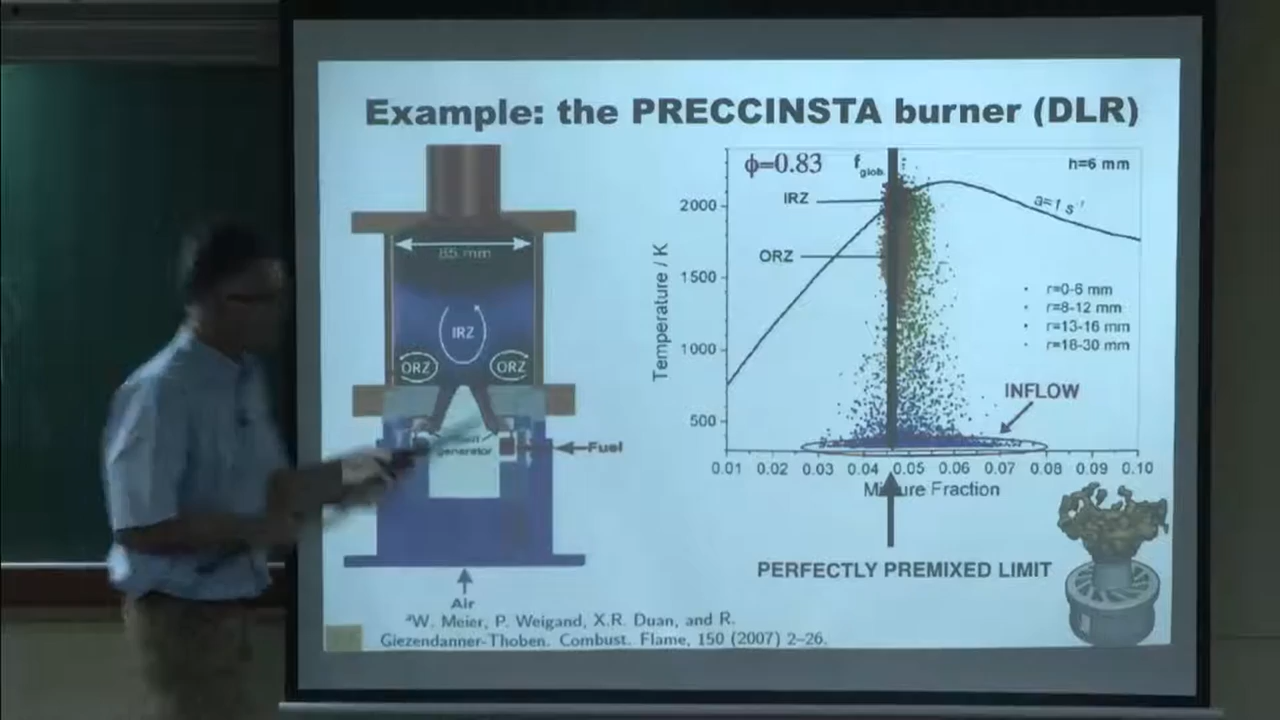 Example: the PRECCINSTA burner (DLR)
85 mm
IRZ
ORZ
ORZ
generator
Fuel
Air
ϕ=0.83
f glob.
h=6 mm
IRZ
ORZ
a=1 s⁻¹
r=0-6 mm
r=8-12 mm
r=13-16 mm
r=18-30 mm
INFLOW
Temperature / K
2000
1500
1000
500
0.01 0.02 0.03 0.04 0.05 0.06 0.07 0.08 0.09 0.10
Mixture Fraction
PERFECTLY PREMIXED LIMIT
ᵃW. Meier, P. Weigand, X.R. Duan, and R.
Giezendanner-Thoben. Combust. Flame, 150 (2007) 2–26.